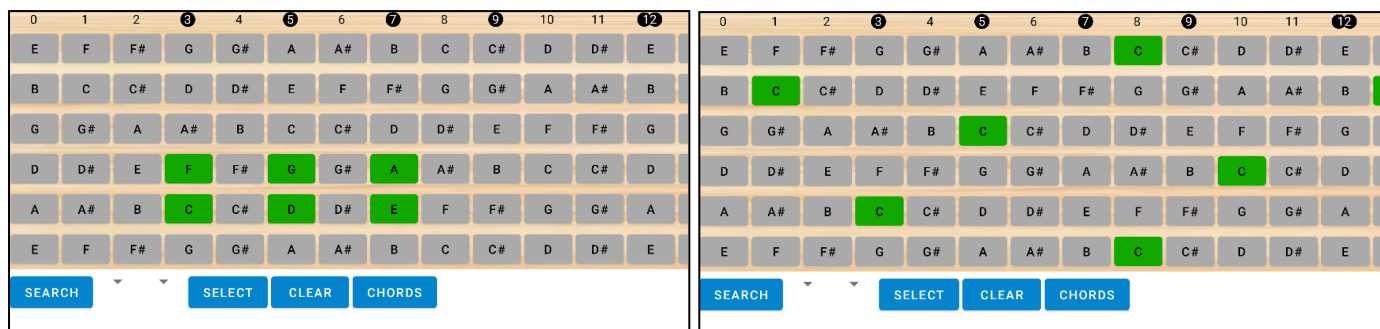 0 1 2 3 4 5 6 7 8 9 10 11 12
E F F# G G# A A# B C C# D D# E
B C C# D D# E F F# G G# A A# B
G G# A A# B C C# D D# E F F# G
D D# E F F# G G# A A# B C C# D
A A# B C C# D D# E F F# G G# A
E F F# G G# A A# B C C# D D# E
SEARCH SELECT CLEAR CHORDS
0 1 2 3 4 5 6 7 8 9 10 11 12
E F F# G G# A A# B C C# D D# E
B C C# D D# E F F# G G# A A# B
G G# A A# B C C# D D# E F F# G
D D# E F F# G G# A A# B C C# D
A A# B C C# D D# E F F# G G# A
E F F# G G# A A# B C C# D D# E
SEARCH SELECT CLEAR CHORDS